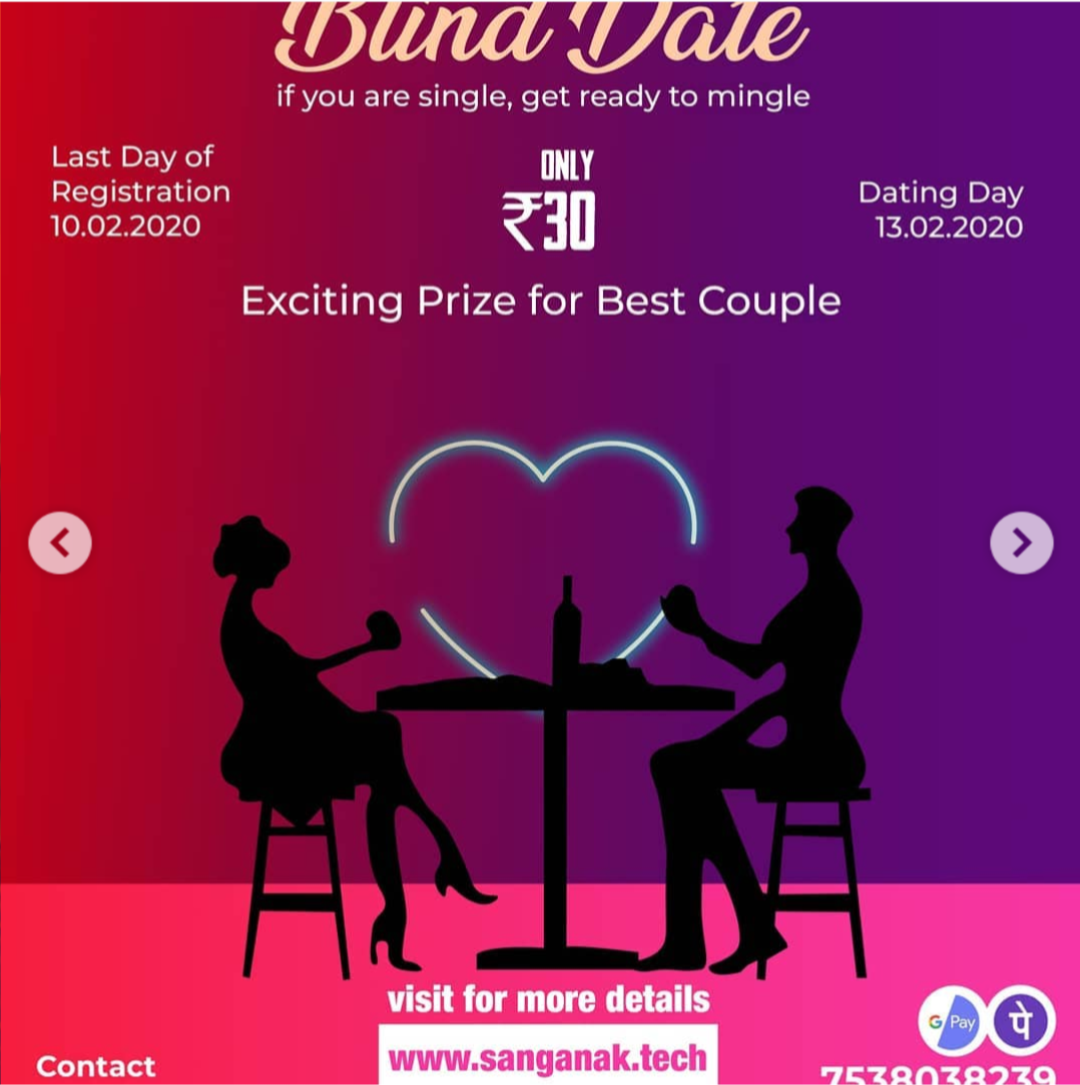 Blind Date
if you are single, get ready to mingle
Last Day of
Registration
10.02.2020
ONLY
₹30
Dating Day
13.02.2020
Exciting Prize for Best Couple
visit for more details
www.sanganak.tech
Contact
G Pay
पे
7538038239